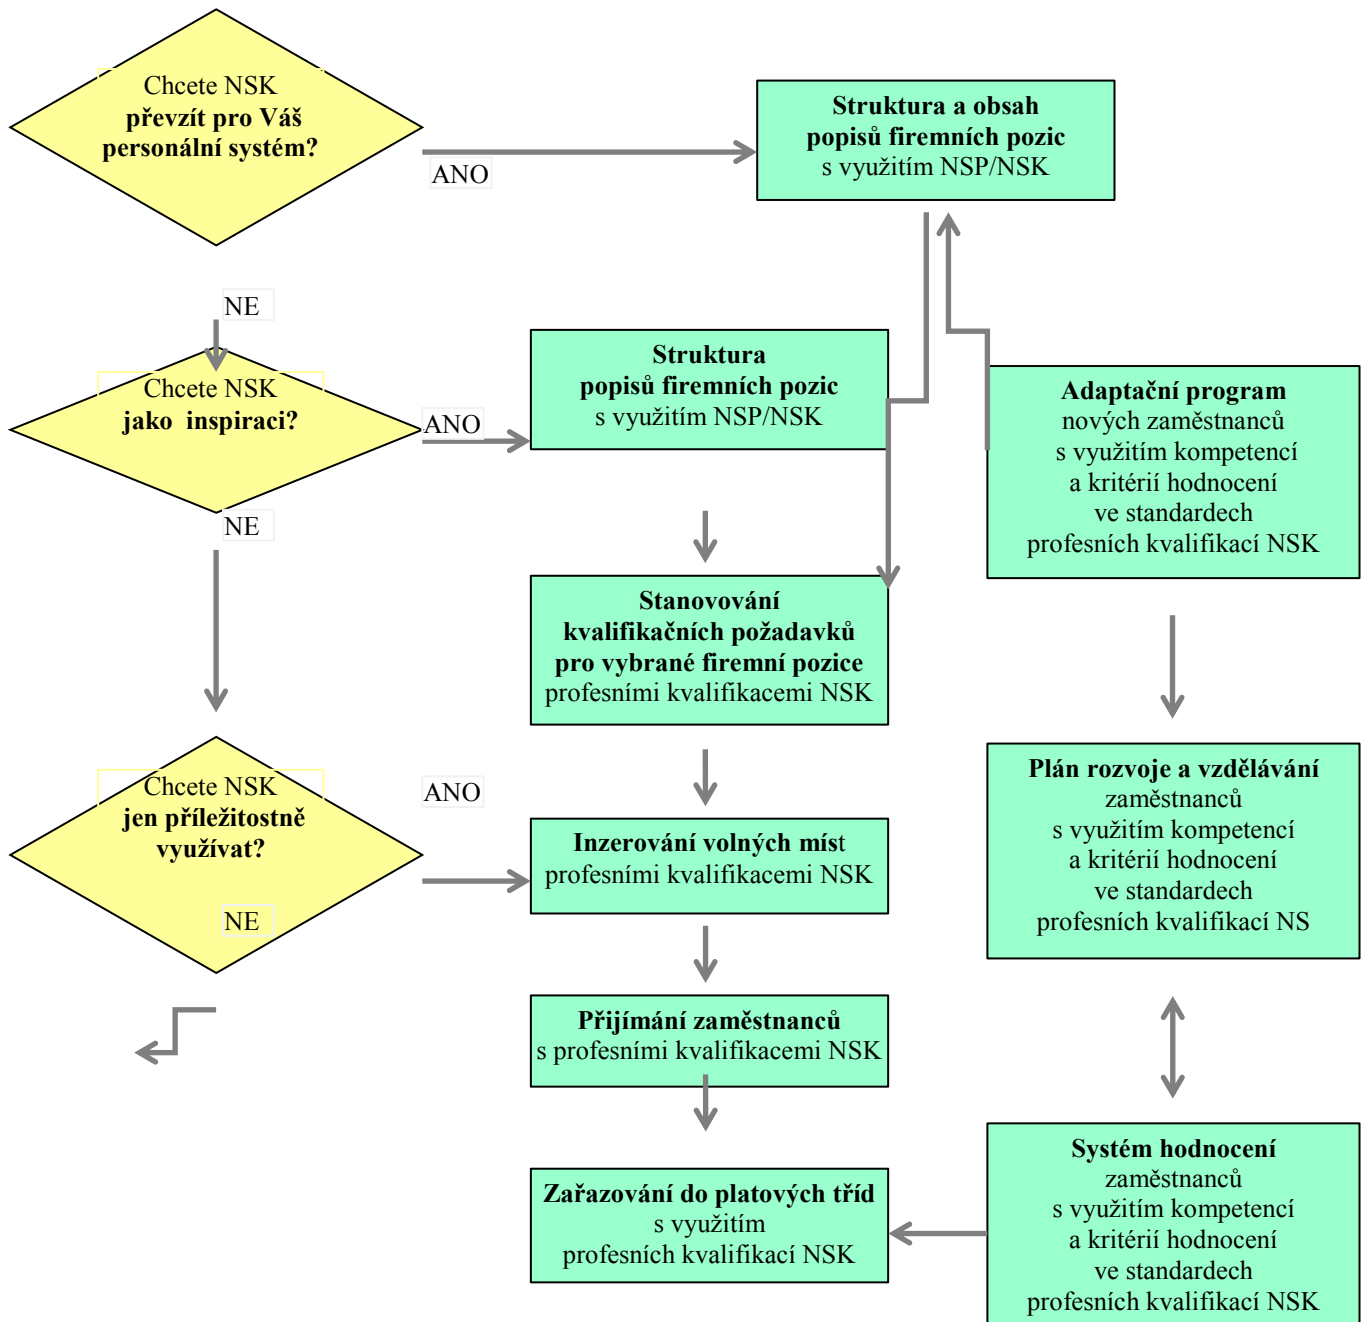 Chcete NSK
převzít pro Váš
personální systém?
ANO
Struktura a obsah
popisů firemních pozic
s využitím NSP/NSK
NE
Chcete NSK
jako inspiraci?
ANO
Struktura
popisů firemních pozic
s využitím NSP/NSK
Adaptační program
nových zaměstnanců
s využitím kompetencí
a kritérií hodnocení
ve standardech
profesních kvalifikací NSK
NE
Stanovování
kvalifikačních požadavků
pro vybrané firemní pozice
profesními kvalifikacemi NSK
Chcete NSK
jen příležitostně
využívat?
ANO
NE
Inzerování volných míst
profesními kvalifikacemi NSK
Plán rozvoje a vzdělávání
zaměstnanců
s využitím kompetencí
a kritérií hodnocení
ve standardech
profesních kvalifikací NS
Přijímání zaměstnanců
s profesními kvalifikacemi NSK
Zařazování do platových tříd
s využitím
profesních kvalifikací NSK
Systém hodnocení
zaměstnanců
s využitím kompetencí
a kritérií hodnocení
ve standardech
profesních kvalifikací NSK